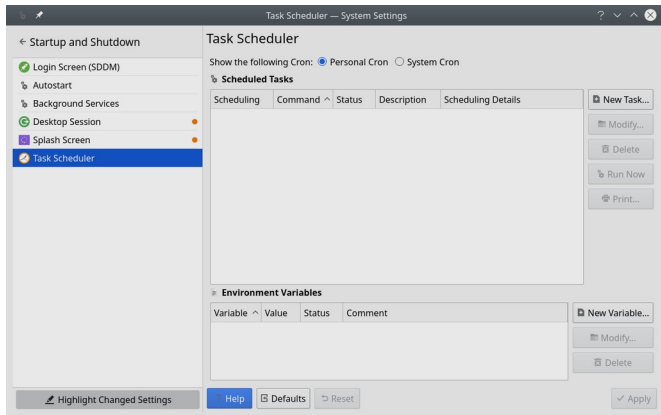 Task Scheduler — System Settings
Startup and Shutdown
Login Screen (SDDM)
Autostart
Background Services
Desktop Session
Splash Screen
Task Scheduler
Highlight Changed Settings
Task Scheduler
Show the following Cron: Personal Cron System Cron
Scheduled Tasks
Scheduling Command Status Description Scheduling Details
New Task...
Modify...
Delete
Run Now
Print...
Environment Variables
Variable Value Status Comment
New Variable...
Modify...
Delete
Help Defaults Reset Apply